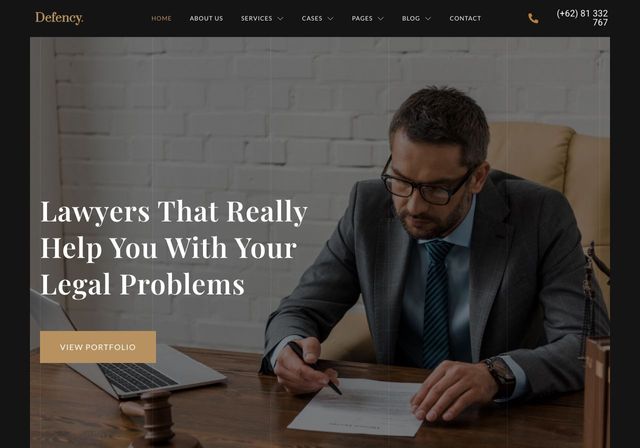 Defency.
HOME
ABOUT US
SERVICES
CASES
PAGES
BLOG
CONTACT
(+62) 81 332
767
Lawyers That Really
Help You With Your
Legal Problems
VIEW PORTFOLIO